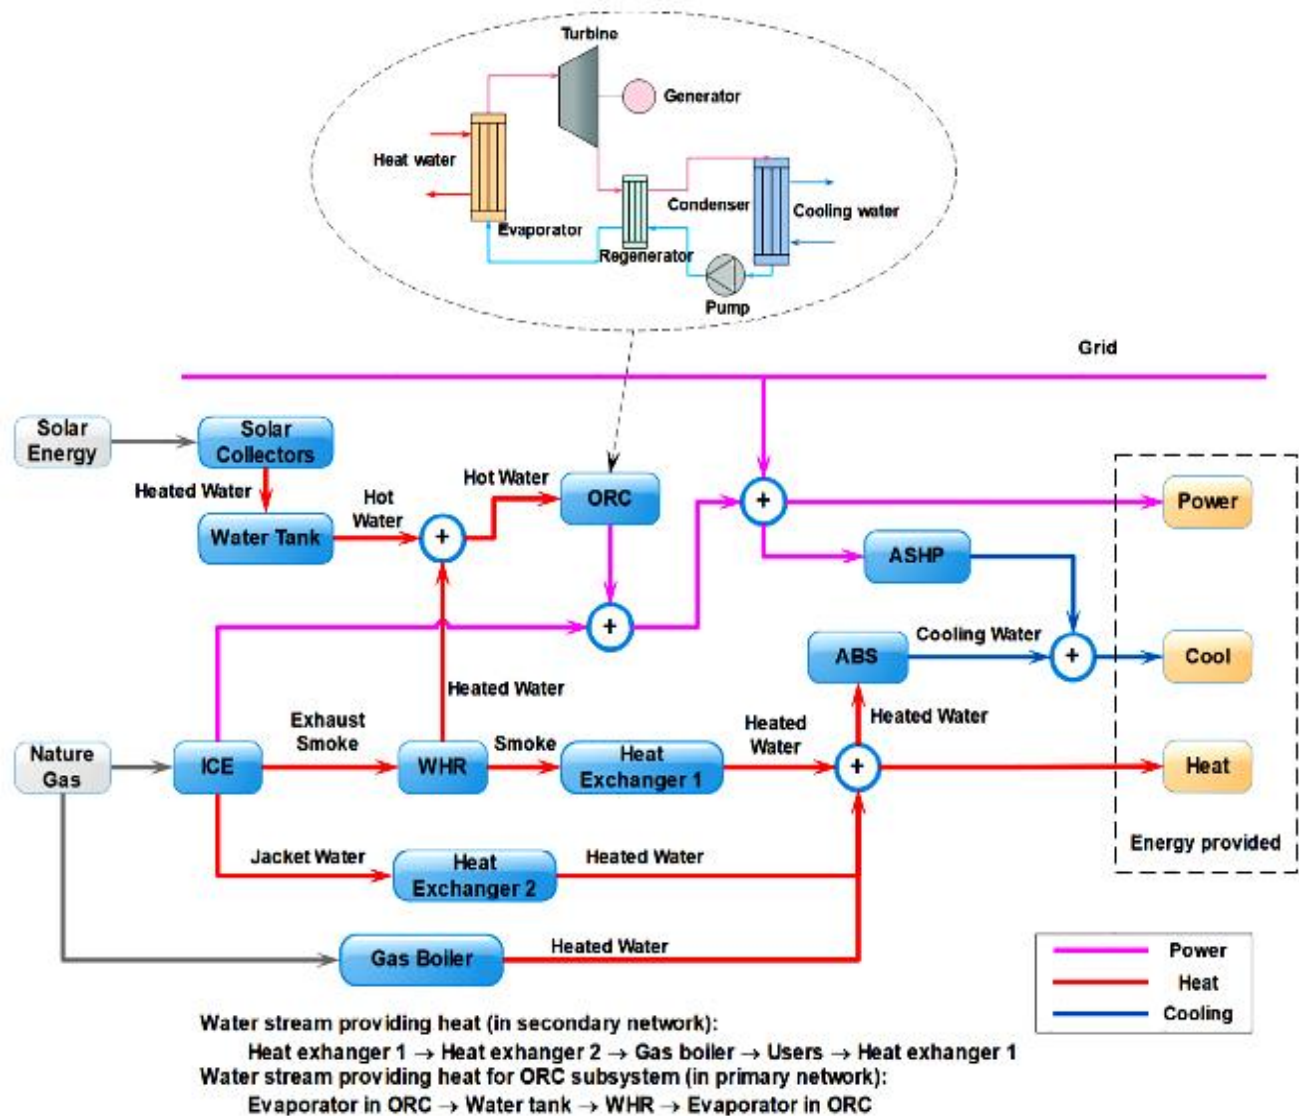 Turbine
Generator
Heat water
Evaporator
Regenerator
Condenser
Cooling water
Pump
Grid
Solar
Energy
Solar
Collectors
Heated Water
Water Tank
Hot
Water
+
Hot Water
ORC
+
Power
ASHP
+
ABS
Cooling Water
+
Cool
Heated Water
Heated Water
Nature
Gas
ICE
Exhaust
Smoke
WHR
Smoke
Heat
Exchanger 1
Heated
Water
+
Heat
Energy provided
Jacket Water
Heat
Exchanger 2
Heated Water
Gas Boiler
Heated Water
Power
Heat
Cooling
Water stream providing heat (in secondary network):
Heat exhanger 1 → Heat exhanger 2 → Gas boiler → Users → Heat exhanger 1
Water stream providing heat for ORC subsystem (in primary network):
Evaporator in ORC → Water tank → WHR → Evaporator in ORC